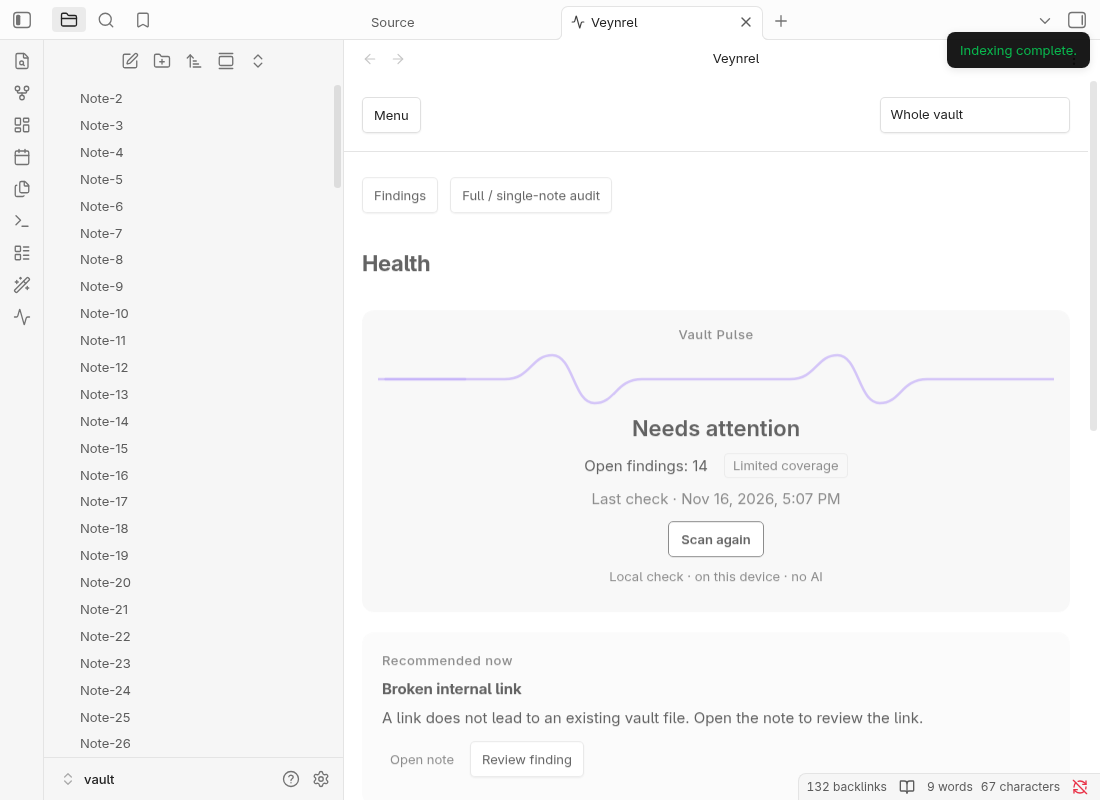 Source
Veynrel
Indexing complete.
Veynrel
Menu
Whole vault
Findings
Full / single-note audit
Health
Vault Pulse
Needs attention
Open findings: 14
Limited coverage
Last check · Nov 16, 2026, 5:07 PM
Scan again
Local check · on this device · no AI
Recommended now
Broken internal link
A link does not lead to an existing vault file. Open the note to review the link.
Open note
Review finding
Note-2
Note-3
Note-4
Note-5
Note-6
Note-7
Note-8
Note-9
Note-10
Note-11
Note-12
Note-13
Note-14
Note-15
Note-16
Note-17
Note-18
Note-19
Note-20
Note-21
Note-22
Note-23
Note-24
Note-25
Note-26
vault
132 backlinks
9 words
67 characters